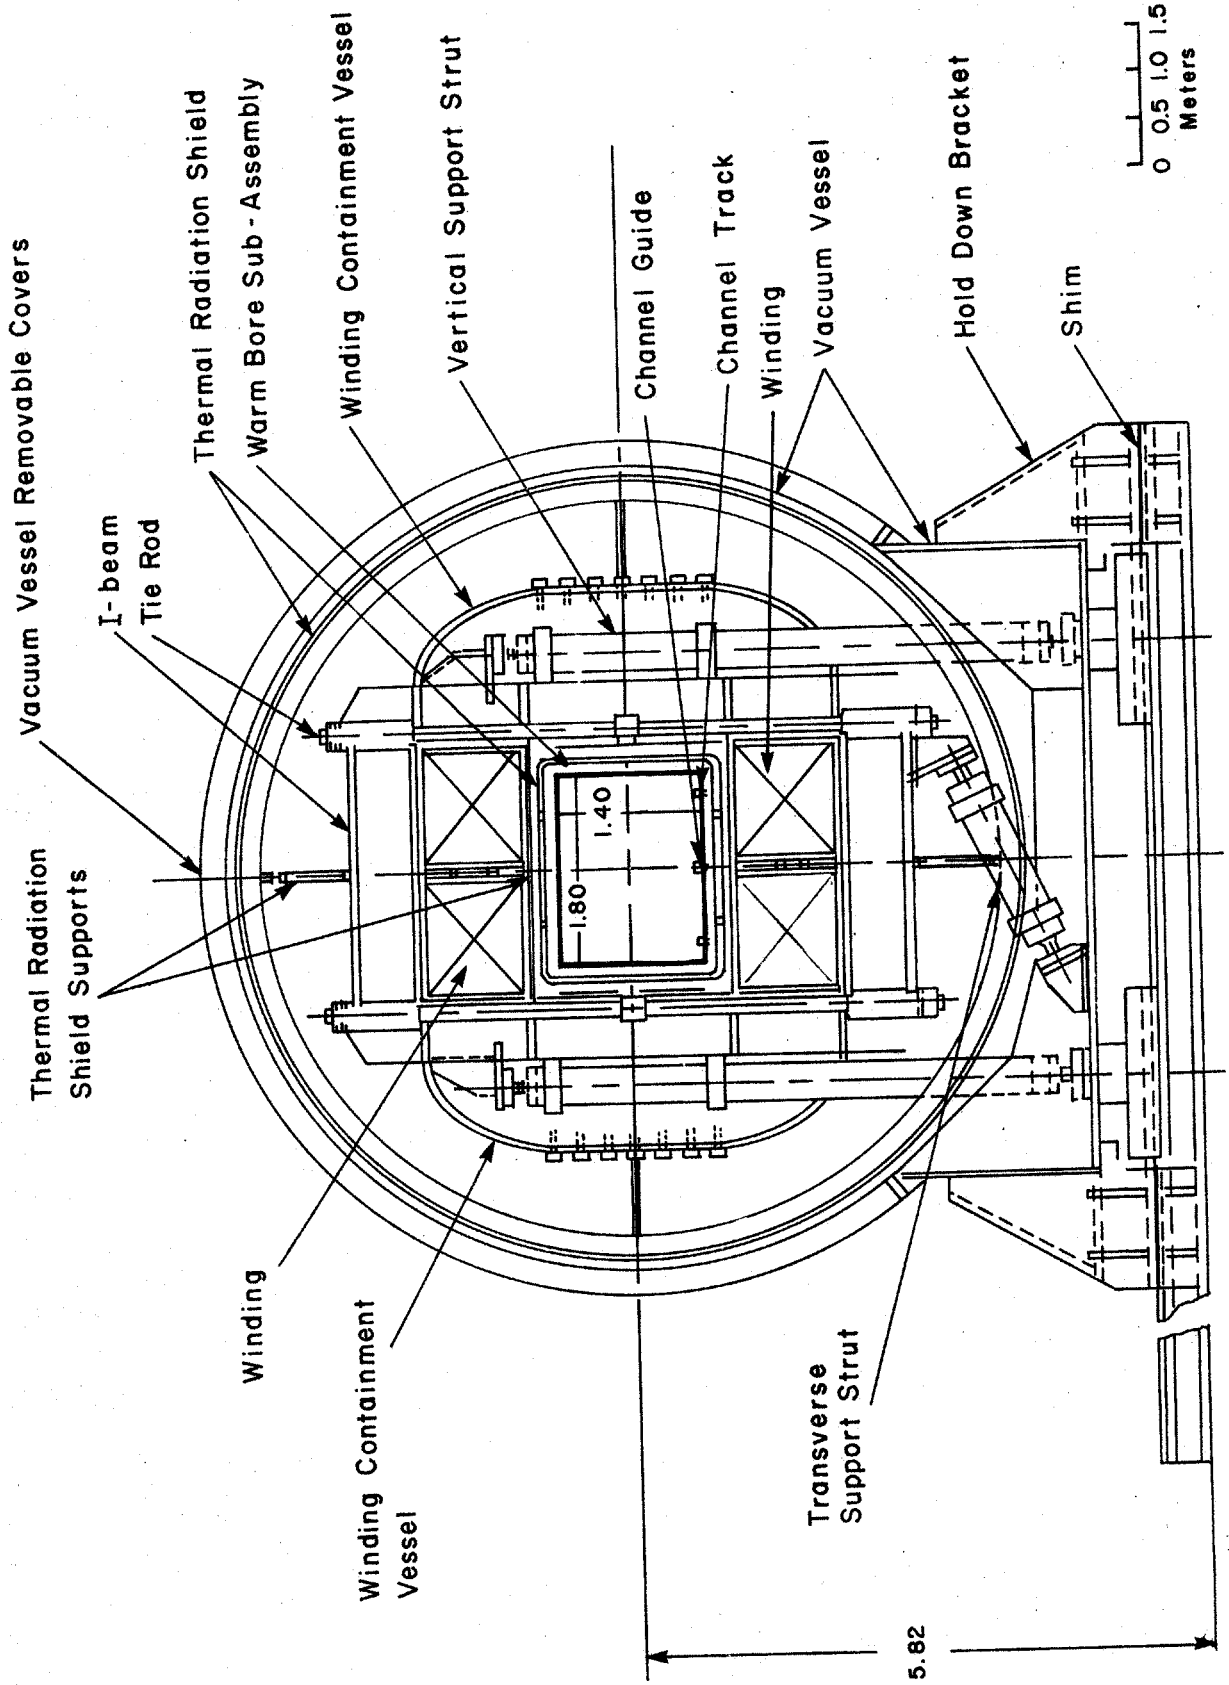 Vacuum Vessel Removable Covers
I-beam
Tie Rod
Thermal Radiation Shield
Warm Bore Sub-Assembly
Winding Containment Vessel
Vertical Support Strut
Channel Guide
Channel Track
Winding
Vacuum Vessel
Hold Down Bracket
Shim
0 0.5 1.0 1.5
Meters
Thermal Radiation
Shield Supports
1.80
1.40
Winding
Winding Containment
Vessel
Transverse
Support Strut
5.82